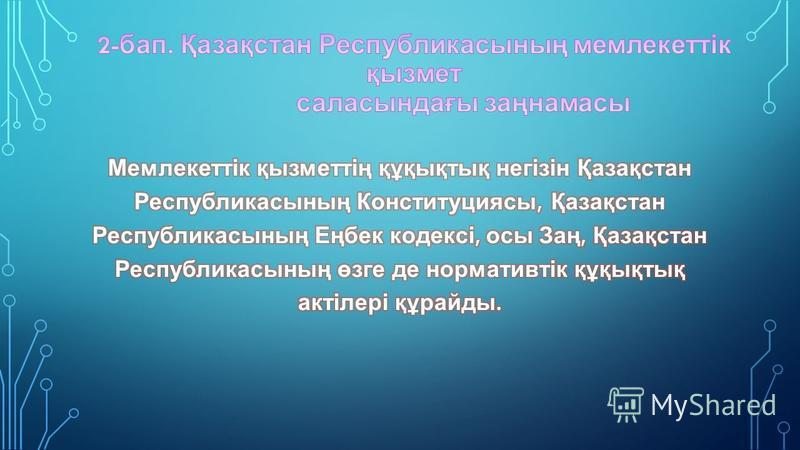 2-бап. Қазақстан Республикасының мемлекеттік
қызмет
саласындағы заңнамасы
Мемлекеттік қызметтің құқықтық негізін Қазақстан
Республикасының Конституциясы, Қазақстан
Республикасының Еңбек кодексі, осы Заң, Қазақстан
Республикасының өзге де нормативтік құқықтық
актілері құрайды.
MyShared